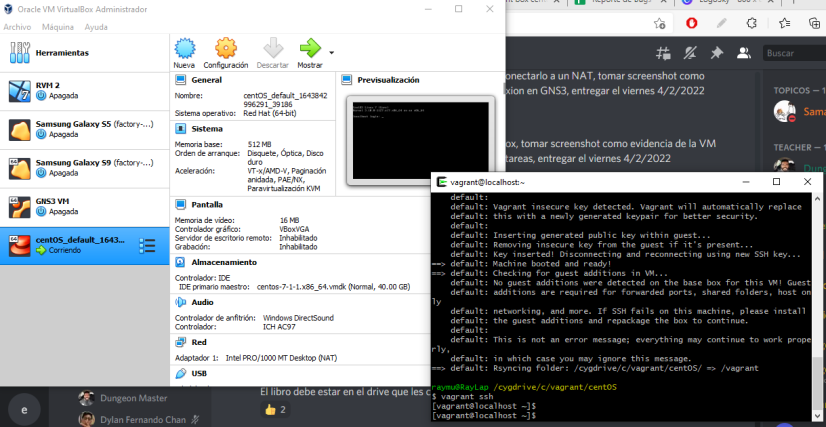 Oracle VM VirtualBox Administrador
Archivo Máquina Ayuda
Herramientas
Nueva
Configuración
Descartar
Mostrar
RVM 2
Apagada
Samsung Galaxy S5 (factory-...)
Apagada
Samsung Galaxy S9 (factory-...)
Apagada
GNS3 VM
Apagada
centOS_default_1643...
Corriendo
General
Nombre: centOS_default_1643842
996291_39186
Sistema operativo: Red Hat (64-bit)
Sistema
Memoria base: 512 MB
Orden de arranque: Disquete, Óptica, Disco
duro
Aceleración: VT-x/AMD-V, Paginación
anidada, PAE/NX,
Paravirtualización KVM
Pantalla
Memoria de vídeo: 16 MB
Controlador gráfico: VBoxVGA
Servidor de escritorio remoto: Inhabilitado
Grabación: Inhabilitado
Almacenamiento
Controlador: IDE
IDE primario maestro: centos-7-1-1.x86_64.vmdk (Normal, 40.00 GB)
Audio
Controlador de anfitrión: Windows DirectSound
Controlador: ICH AC97
Red
Adaptador 1: Intel PRO/1000 MT Desktop (NAT)
USB
Previsualización
Buscar
onectarlo a un NAT, tomar screenshot como
xion en GNS3, entregar el viernes 4/2/2022
ox, tomar screenshot como evidencia de la VM
tareas, entregar el viernes 4/2/2022
TOPICOS — 1
Sama
TEACHER — 1
vagrant@localhost:~
default:
default: Vagrant insecure key detected. Vagrant will automatically replace
default: this with a newly generated keypair for better security.
default:
default: Inserting generated public key within guest...
default: Removing insecure key from the guest if it's present...
default: Key inserted! Disconnecting and reconnecting using new SSH key...
==> default: Machine booted and ready!
==> default: Checking for guest additions in VM...
default: No guest additions were detected on the base box for this VM! Guest
default: additions are required for forwarded ports, shared folders, host on
ly
default: networking, and more. If SSH fails on this machine, please install
default: the guest additions and repackage the box to continue.
default:
default: This is not an error message; everything may continue to work prope
rly,
default: in which case you may ignore this message.
==> default: Rsyncing folder: /cygdrive/c/vagrant/centOS/ => /vagrant
raymu@RayLap /cygdrive/c/vagrant/centOS
$ vagrant ssh
[vagrant@localhost ~]$
[vagrant@localhost ~]$
e
Dungeon Master
Dylan Fernando Chan
El libro debe estar en el drive que les c
2